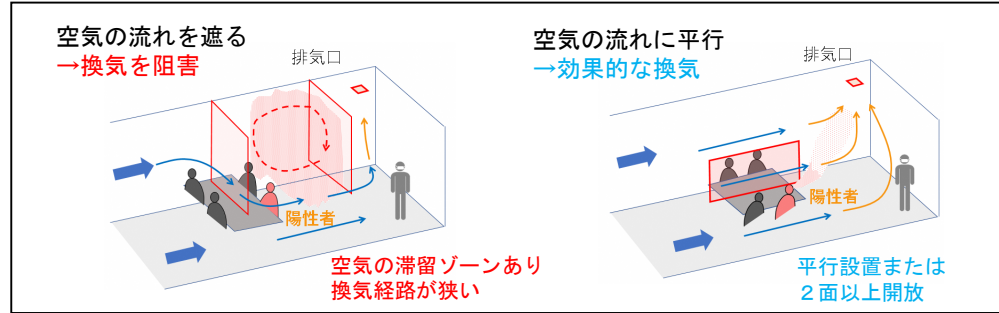 空気の流れを遮る
→換気を阻害
排気口
陽性者
空気の滞留ゾーンあり
換気経路が狭い
空気の流れに平行
→効果的な換気
排気口
陽性者
平行設置または
２面以上開放